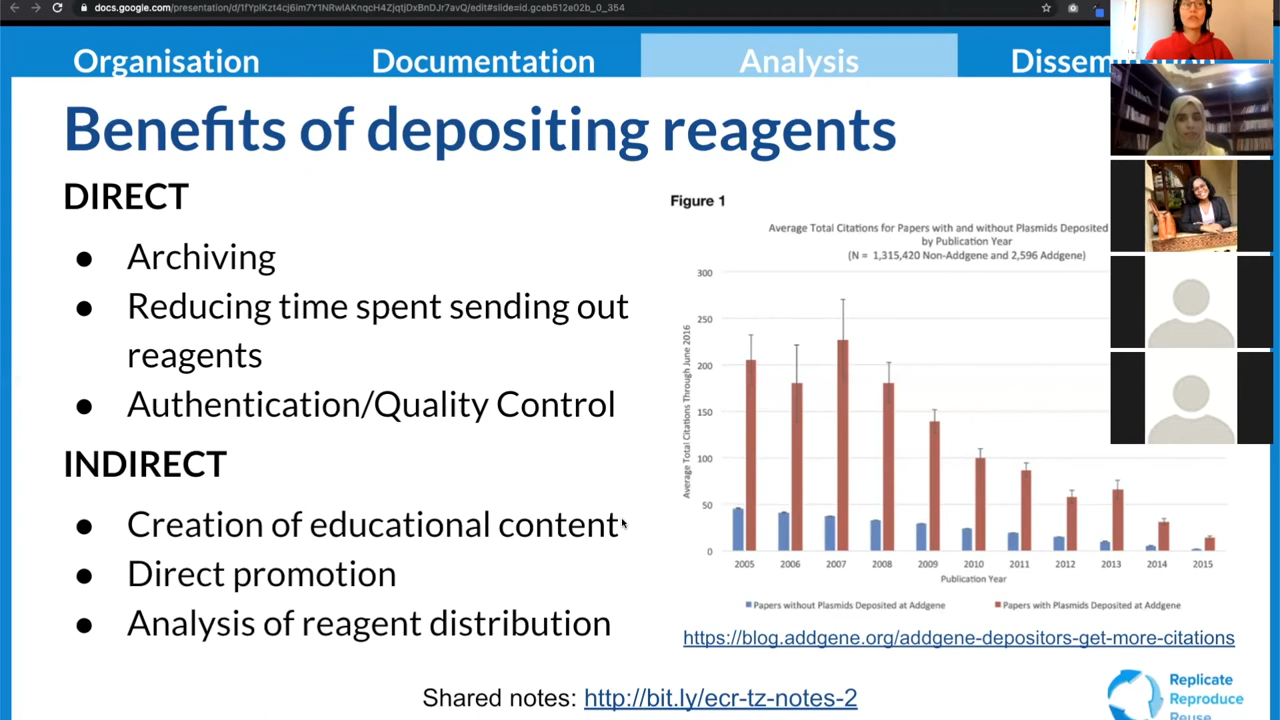 docs.google.com/presentation/d/1fYpIKzt4cj6im7Y1NRwlAKnqcH4ZjqtjDxBnDJr7avQ/edit#slide=id.gceb512e02b_0_354
Organisation Documentation Analysis
Benefits of depositing reagents
DIRECT
● Archiving
● Reducing time spent sending out
reagents
● Authentication/Quality Control
INDIRECT
● Creation of educational content
● Direct promotion
● Analysis of reagent distribution
Figure 1
Average Total Citations for Papers with and without Plasmids Deposited
by Publication Year
(N = 1,315,420 Non-Addgene and 2,596 Addgene)
Average Total Citations Through June 2016
300
250
200
150
100
50
0
2005 2006 2007 2008 2009 2010 2011 2012 2013 2014 2015
Publication Year
Papers without Plasmids Deposited at Addgene Papers with Plasmids Deposited at Addgene
https://blog.addgene.org/addgene-depositors-get-more-citations
Shared notes: http://bit.ly/ecr-tz-notes-2
Replicate
Reproduce
Reuse